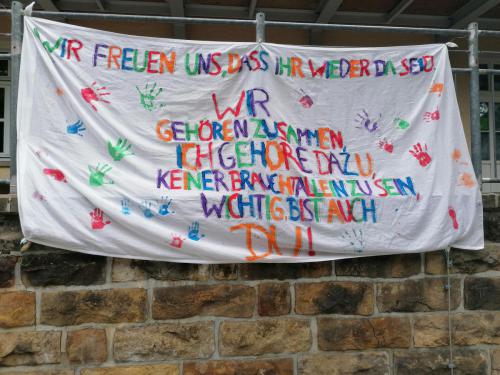 WIR FREUEN UNS, DASS IHR WIEDER DA SEID
WIR
GEHÖREN ZUSAMMEN,
ICH GEHÖRE DAZU,
KEINER BRAUCHT ALLEIN ZU SEIN.
WICHTIG, BIST AUCH
DU!